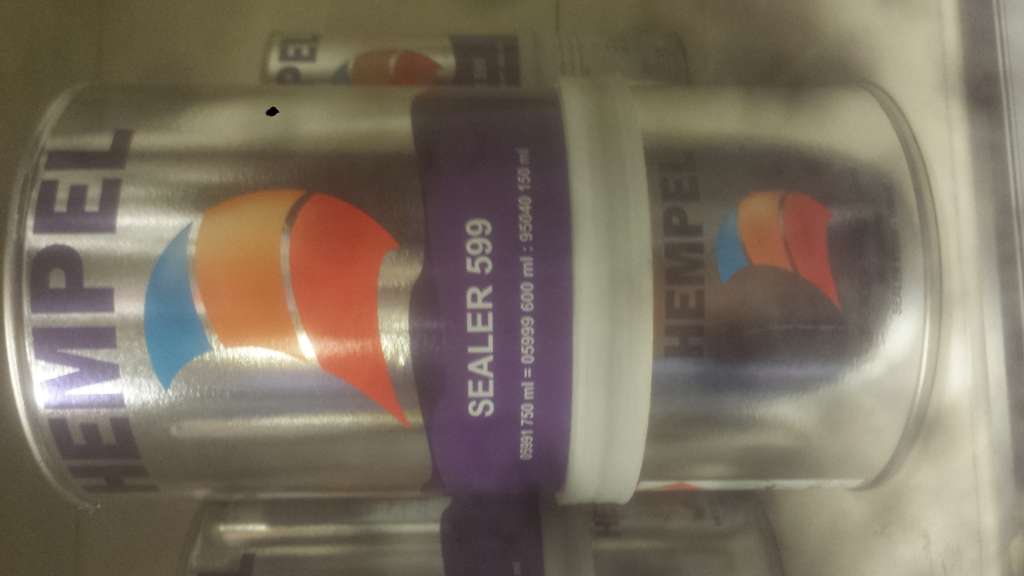 HEMPEL
SEALER 599
05991 750 ml = 05999 600 ml : 95040 150 ml
HEMPEL